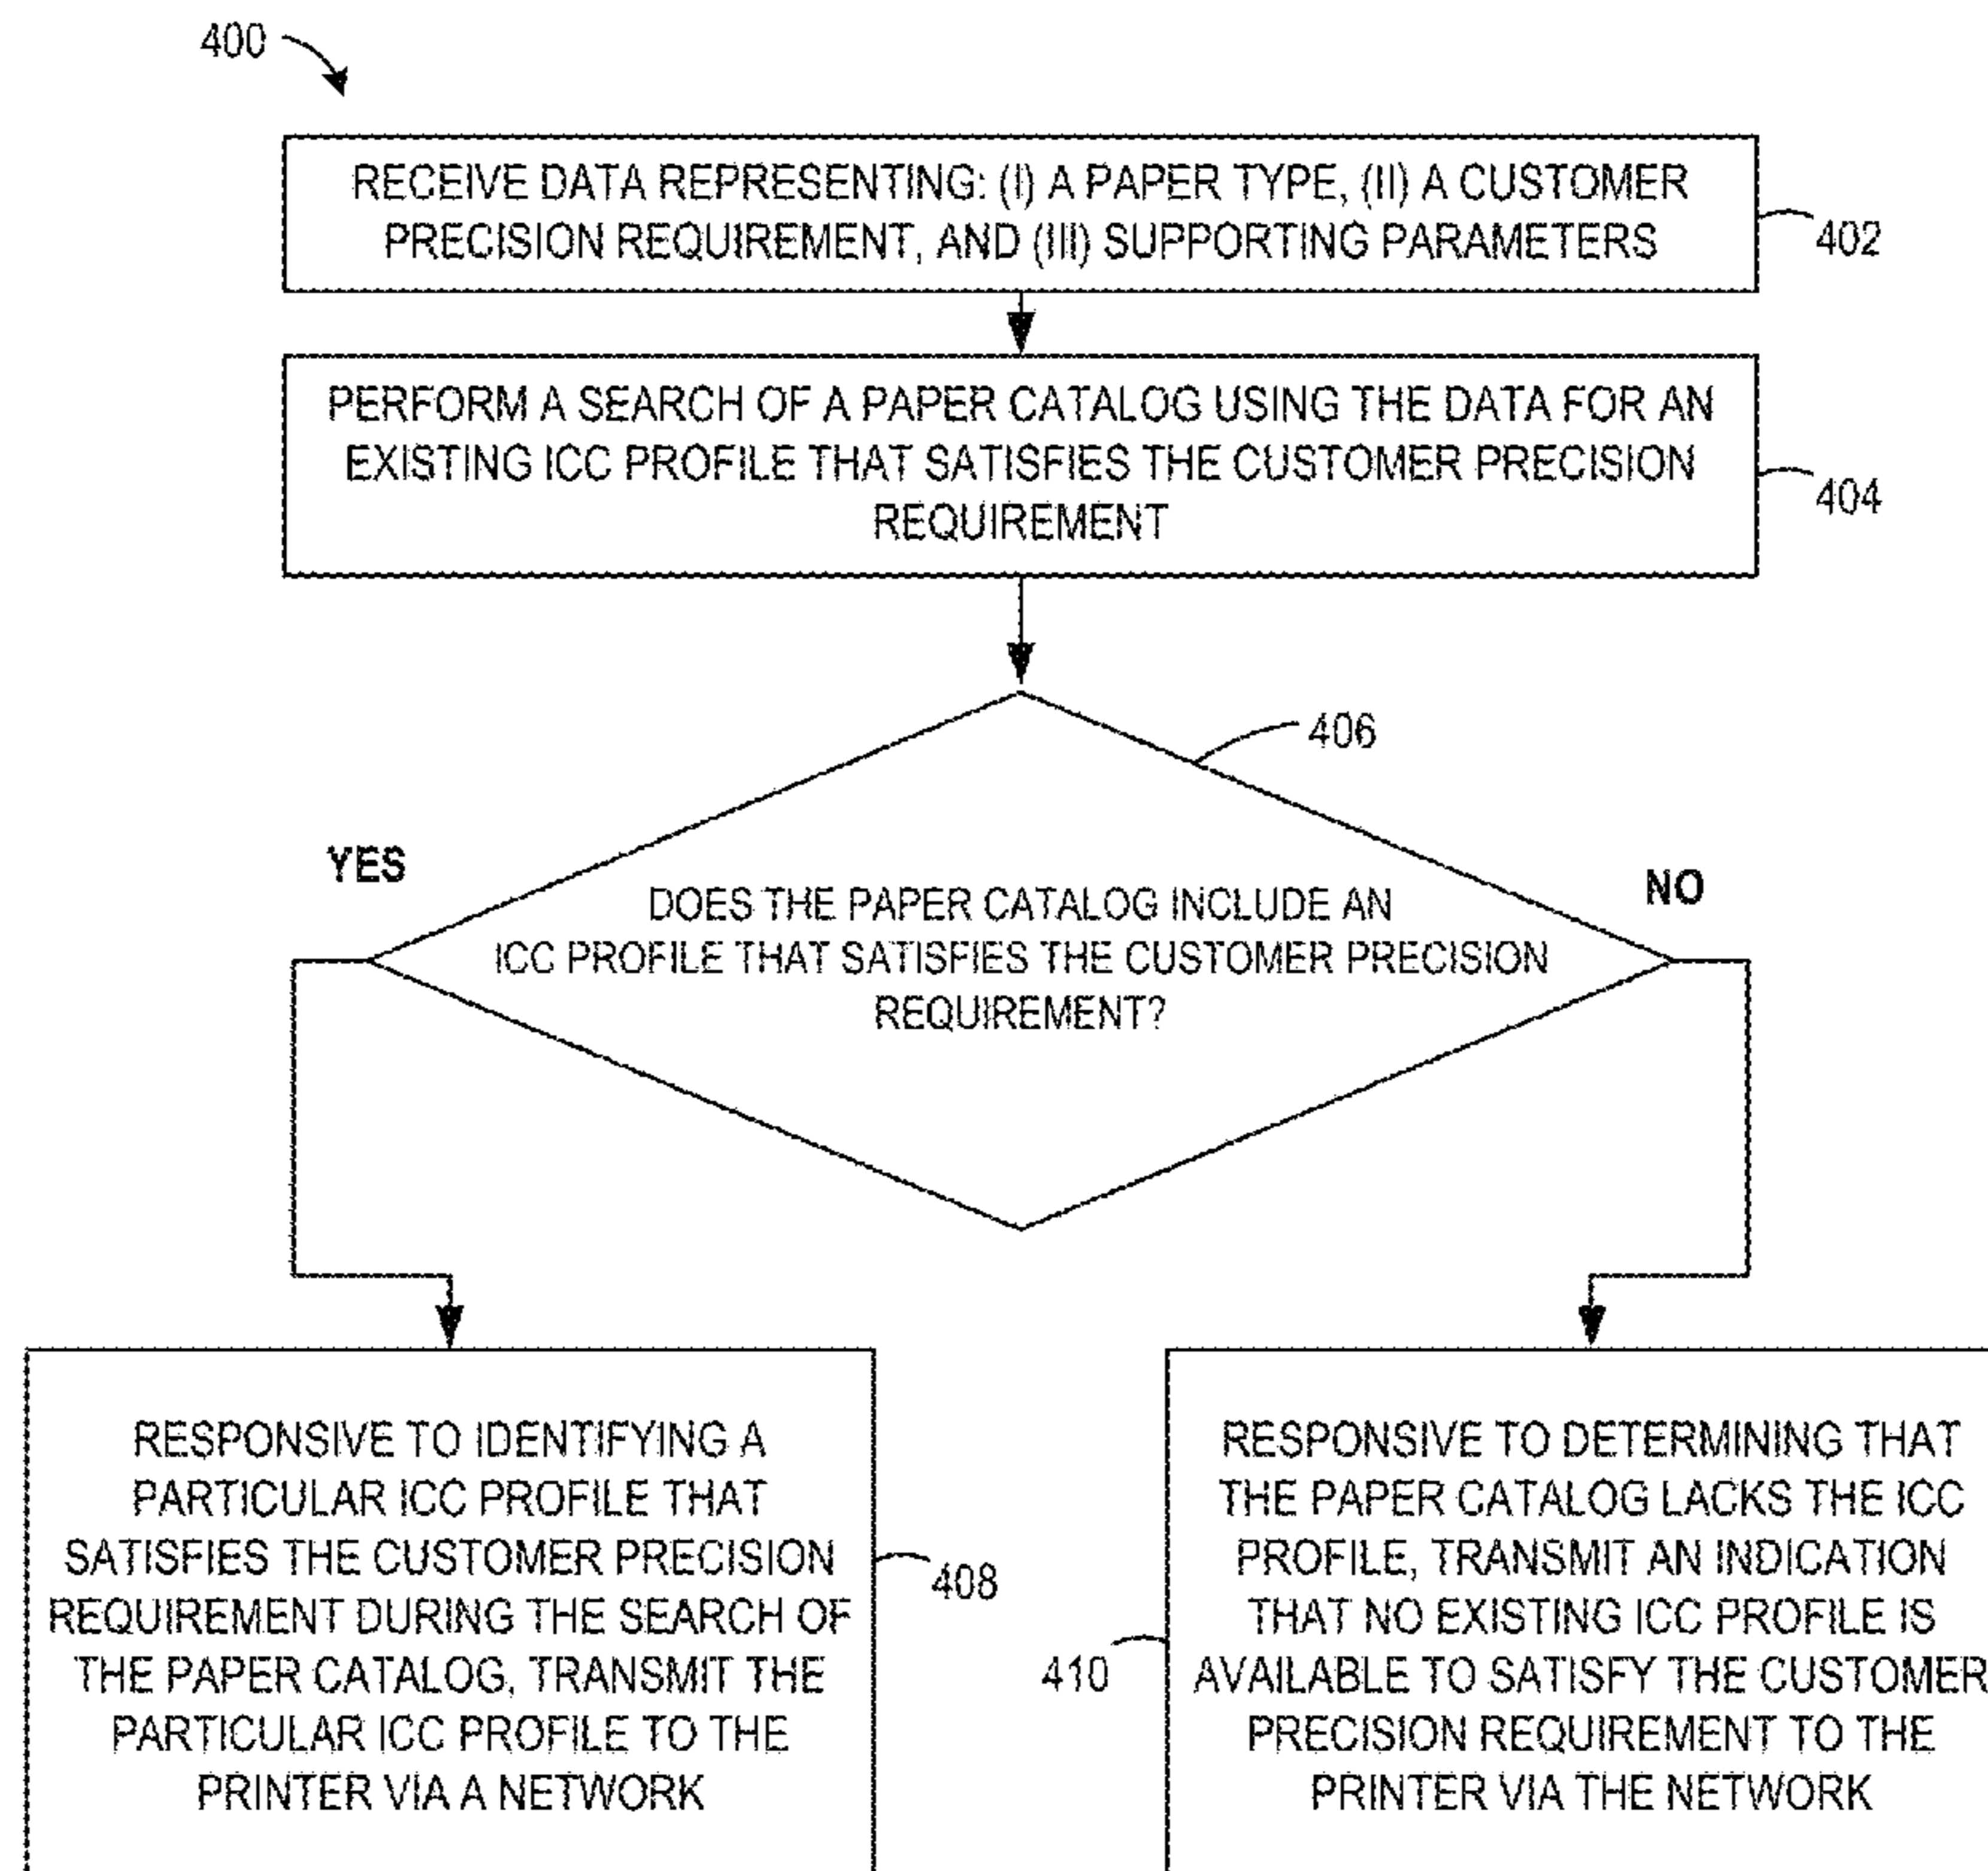 400
RECEIVE DATA REPRESENTING: (I) A PAPER TYPE, (II) A CUSTOMER
PRECISION REQUIREMENT, AND (III) SUPPORTING PARAMETERS
402
PERFORM A SEARCH OF A PAPER CATALOG USING THE DATA FOR AN
EXISTING ICC PROFILE THAT SATISFIES THE CUSTOMER PRECISION
REQUIREMENT
404
406
YES
NO
DOES THE PAPER CATALOG INCLUDE AN
ICC PROFILE THAT SATISFIES THE CUSTOMER PRECISION
REQUIREMENT?
RESPONSIVE TO IDENTIFYING A
PARTICULAR ICC PROFILE THAT
SATISFIES THE CUSTOMER PRECISION
REQUIREMENT DURING THE SEARCH OF
THE PAPER CATALOG, TRANSMIT THE
PARTICULAR ICC PROFILE TO THE
PRINTER VIA A NETWORK
408
RESPONSIVE TO DETERMINING THAT
THE PAPER CATALOG LACKS THE ICC
PROFILE, TRANSMIT AN INDICATION
THAT NO EXISTING ICC PROFILE IS
AVAILABLE TO SATISFY THE CUSTOMER
PRECISION REQUIREMENT TO THE
PRINTER VIA THE NETWORK
410